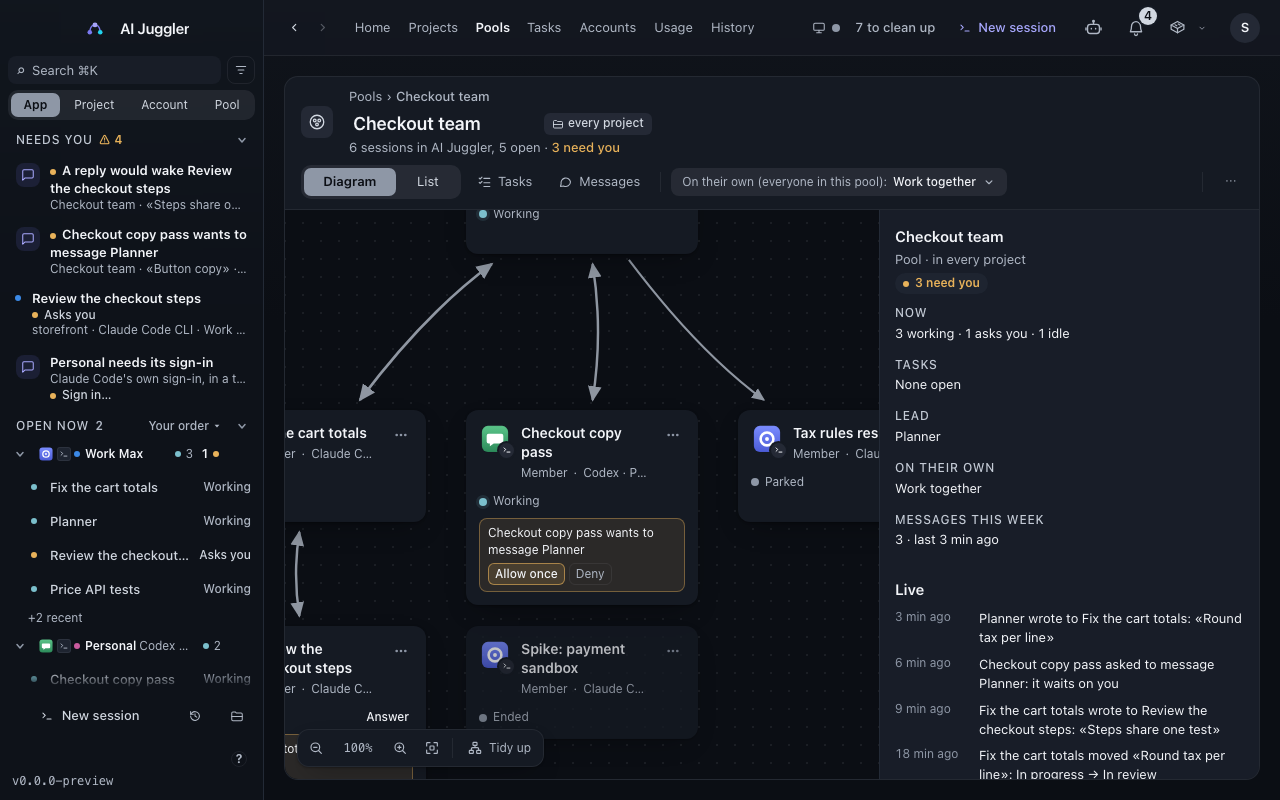 AI Juggler
Search ⌘K
App Project Account Pool
NEEDS YOU 4
A reply would wake Review
the checkout steps
Checkout team · «Steps share o…
Checkout copy pass wants to
message Planner
Checkout team · «Button copy» ·…
Review the checkout steps
Asks you
storefront · Claude Code CLI · Work …
Personal needs its sign-in
Claude Code's own sign-in, in a t…
Sign in…
OPEN NOW 2 Your order
Work Max 3 1
Fix the cart totals Working
Planner Working
Review the checkout… Asks you
Price API tests Working
+2 recent
Personal Codex … 2
Checkout copy pass Working
New session
?
v0.0.0-preview
Home Projects Pools Tasks Accounts Usage History
7 to clean up
New session
4
S
Pools › Checkout team
Checkout team
every project
6 sessions in AI Juggler, 5 open · 3 need you
Diagram List Tasks Messages
On their own (everyone in this pool): Work together
Working
e cart totals
er · Claude C…
Checkout copy
pass
Member · Codex · P…
Working
Checkout copy pass wants to
message Planner
Allow once Deny
Tax rules res
Member · Clau
Parked
w the
kout steps
er · Claude C…
Answer
tot
Spike: payment
sandbox
Member · Claude C…
Ended
100%
Tidy up
Checkout team
Pool · in every project
3 need you
NOW
3 working · 1 asks you · 1 idle
TASKS
None open
LEAD
Planner
ON THEIR OWN
Work together
MESSAGES THIS WEEK
3 · last 3 min ago
Live
3 min ago Planner wrote to Fix the cart totals: «Round
tax per line»
6 min ago Checkout copy pass asked to message
Planner: it waits on you
9 min ago Fix the cart totals wrote to Review the
checkout steps: «Steps share one test»
18 min ago Fix the cart totals moved «Round tax per
line»: In progress → In review